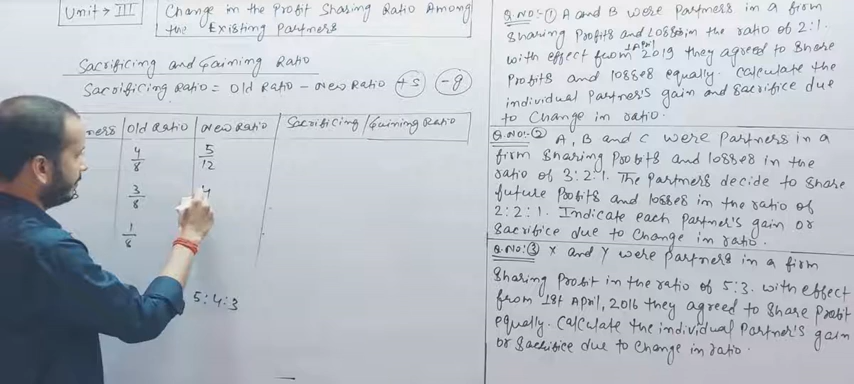 Unit → III
Change in the Profit Sharing Ratio Among
the Existing Partners
Sacrificing and Gaining Ratio
Sacrificing Ratio = Old Ratio - New Ratio +s -g
ners Old Ratio New Ratio Sacrificing/Gaining Ratio
4/8 5/12
3/8 4
1/8
5:4:3
Q.No:-① A and B were Partners in a firm
Sharing Profits and Losses in the ratio of 2:1.
with effect from 1 April 2019 they agreed to Share
Profits and losses equally. Calculate the
individual Partner's gain and Sacrifice due
to Change in ratio.
Q.No:② A, B and C were Partners in a
firm Sharing Profits and losses in the
ratio of 3:2:1. The Partners decide to Share
future Profits and losses in the ratio of
2:2:1. Indicate each Partner's gain or
Sacrifice due to Change in ratio.
Q.No:③ X and Y were Partners in a firm
Sharing Profit in the ratio of 5:3. with effect
from 1st April, 2016 they agreed to Share Profit
equally. Calculate the individual Partner's gain
or Sacrifice due to Change in ratio.